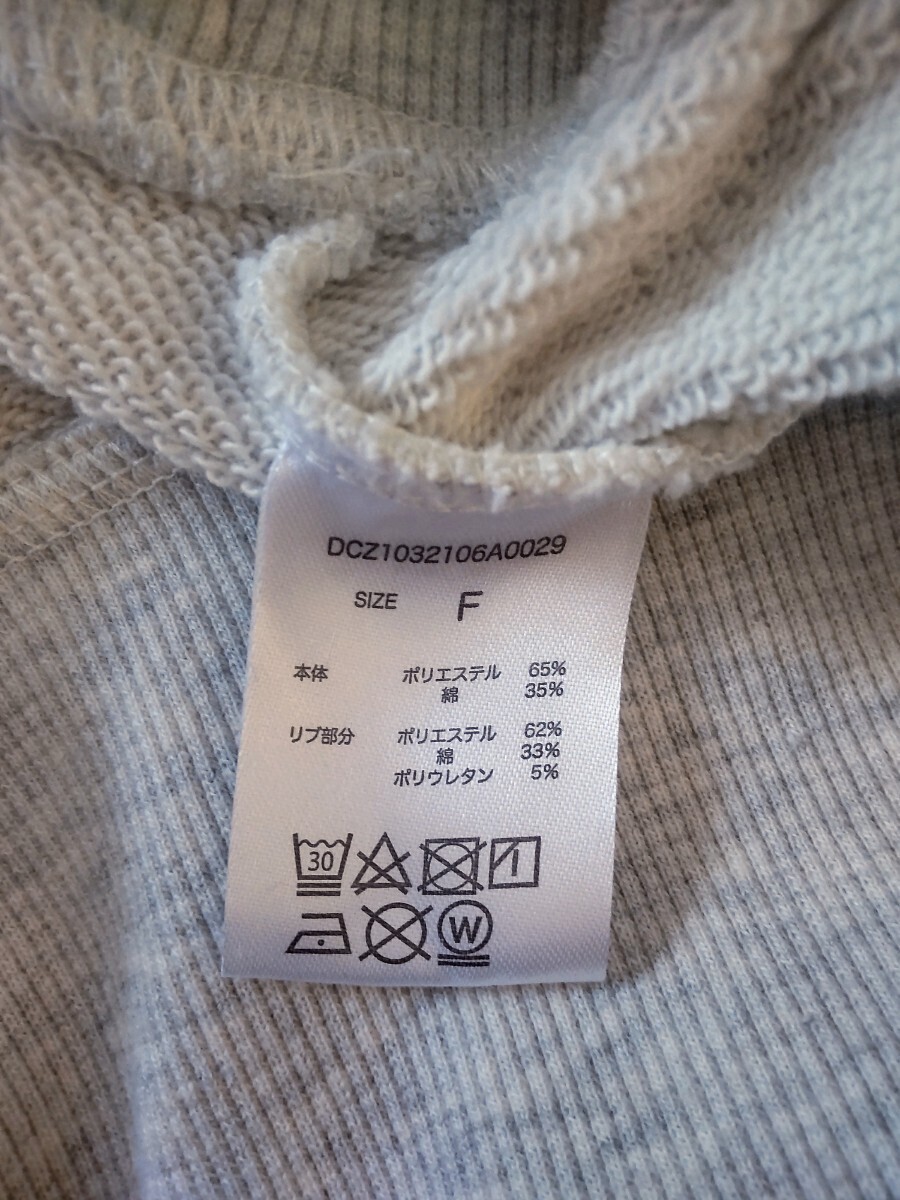 DCZ1032106A0029
SIZE F
本体 ポリエステル 65%
綿 35%
リブ部分 ポリエステル 62%
綿 33%
ポリウレタン 5%
30
W